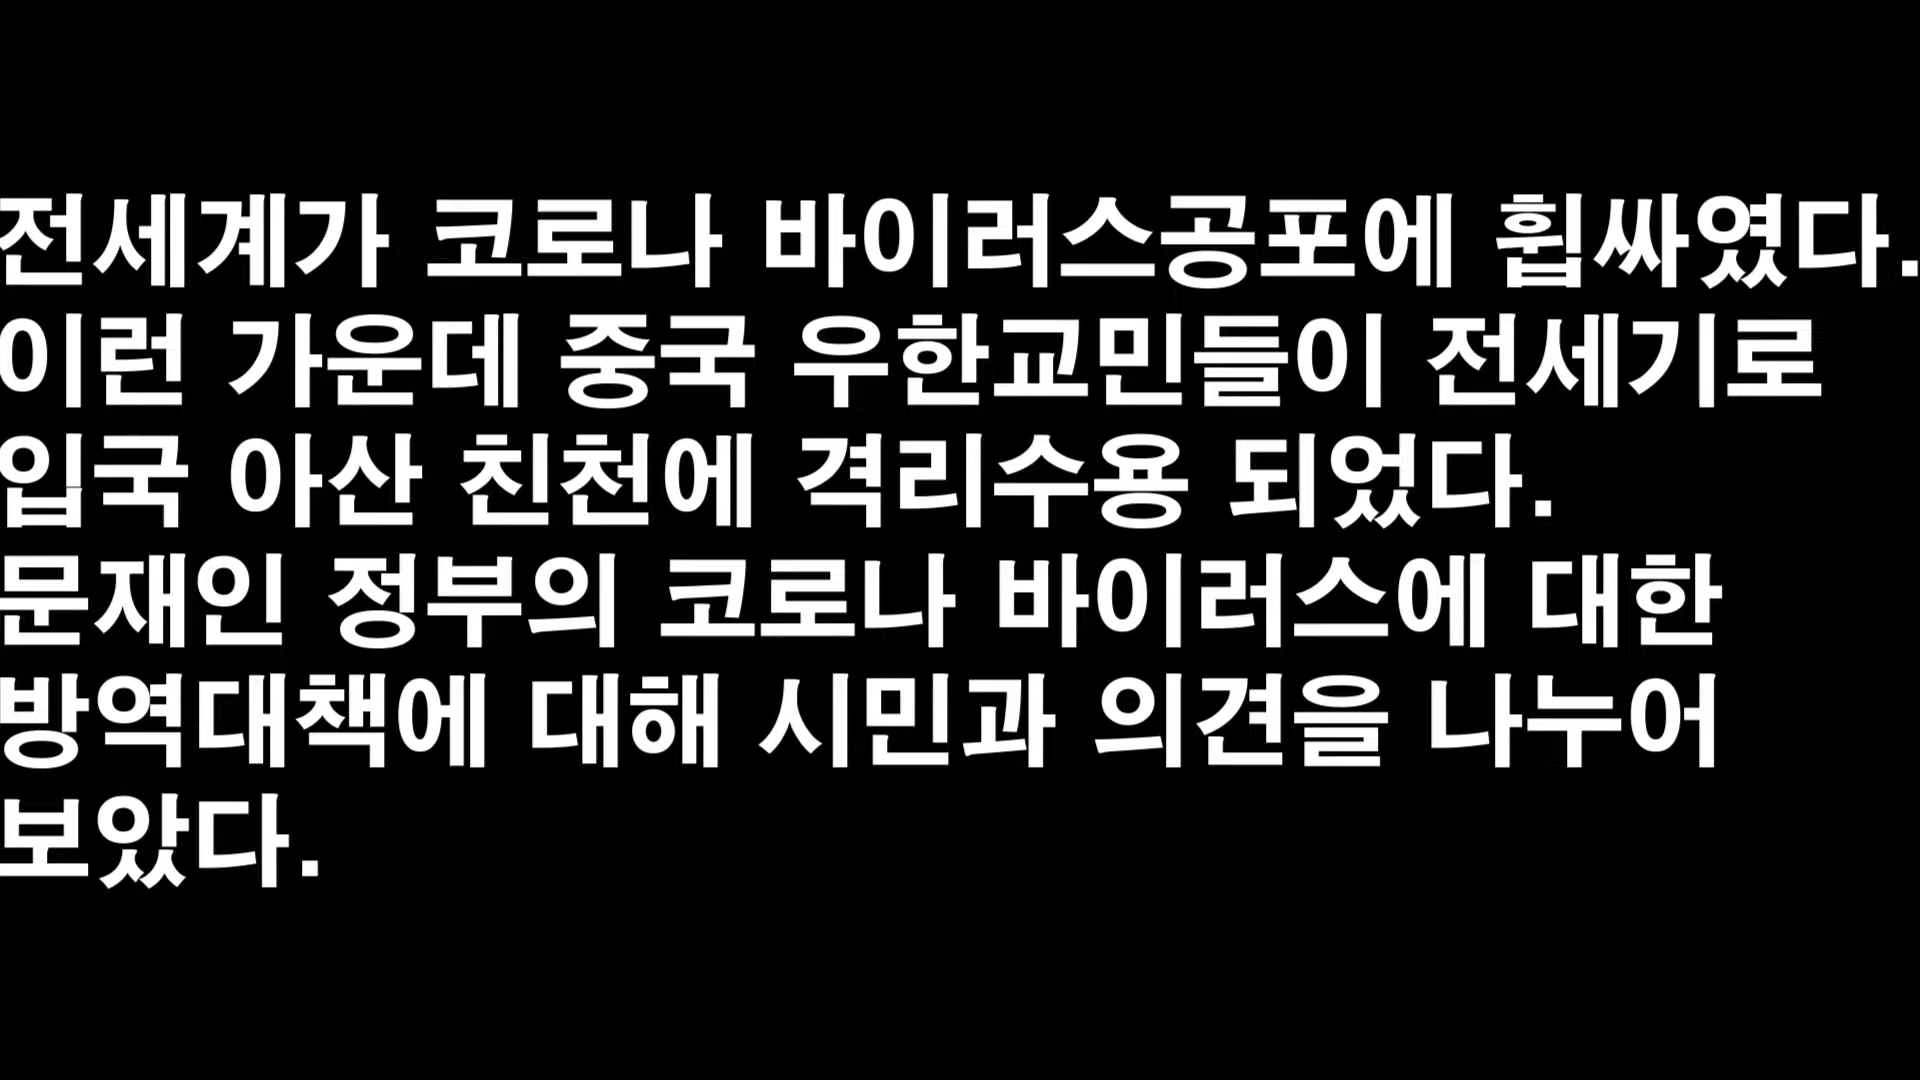 전세계가 코로나 바이러스공포에 휩싸였다.
이런 가운데 중국 우한교민들이 전세기로
입국 아산 친천에 격리수용 되었다.
문재인 정부의 코로나 바이러스에 대한
방역대책에 대해 시민과 의견을 나누어
보았다.